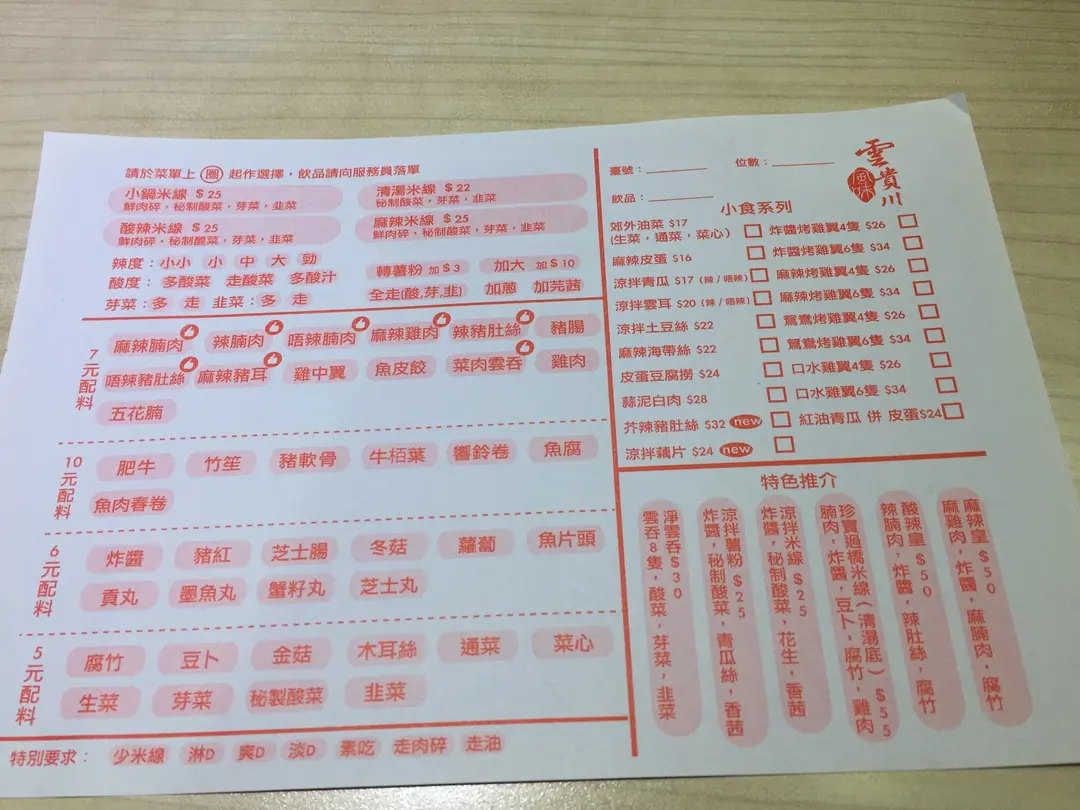 請於菜單上 圈 起作選擇，飲品請向服務員落單
小鍋米線 $25
鮮肉碎，秘制酸菜，芽菜，韭菜
清湯米線 $22
秘制酸菜，芽菜，韭菜
酸辣米線 $25
鮮肉碎，秘制酸菜，芽菜，韭菜
麻辣米線 $25
鮮肉碎，秘制酸菜，芽菜，韭菜
辣度：小小 小 中 大 勁
酸度：多酸菜 走酸菜 多酸汁
芽菜：多 走 韭菜：多 走
轉薯粉 加$3 加大 加$10
全走(酸,芽,韭) 加蔥 加芫茜
7元配料
麻辣腩肉 辣腩肉 唔辣腩肉 麻辣雞肉 辣豬肚絲 豬腸
唔辣豬肚絲 麻辣豬耳 雞中翼 魚皮餃 菜肉雲吞 雞肉
五花腩
10元配料
肥牛 竹笙 豬軟骨 牛栢葉 響鈴卷 魚腐
魚肉春卷
6元配料
炸醬 豬紅 芝士腸 冬菇 蘿蔔 魚片頭
貢丸 墨魚丸 蟹籽丸 芝士丸
5元配料
腐竹 豆卜 金菇 木耳絲 通菜 菜心
生菜 芽菜 秘製酸菜 韭菜
特別要求： 少米線 淋D 爽D 淡D 素吃 走肉碎 走油
臺號： 位數：
飲品：
雲貴川
風味
小食系列
郊外油菜 $17
(生菜，通菜，菜心)
麻辣皮蛋 $16
涼拌青瓜 $17 (辣/唔辣)
涼拌雲耳 $20 (辣/唔辣)
涼拌土豆絲 $22
麻辣海帶絲 $22
皮蛋豆腐撈 $24
蒜泥白肉 $28
芥辣豬肚絲 $32 new
涼拌藕片 $24 new
炸醬烤雞翼4隻 $26
炸醬烤雞翼6隻 $34
麻辣烤雞翼4隻 $26
麻辣烤雞翼6隻 $34
鴛鴦烤雞翼4隻 $26
鴛鴦烤雞翼6隻 $34
口水雞翼4隻 $26
口水雞翼6隻 $34
紅油青瓜 併 皮蛋$24
特色推介
麻辣皇 $50
麻雞肉，炸醬，麻腩肉，腐竹
酸辣皇 $50
辣腩肉，炸醬，辣肚絲，腐竹
珍寶過橋米線(清湯底) $55
腩肉，炸醬，豆卜，腐竹，雞肉
涼拌米線 $25
炸醬，秘制酸菜，花生，香茜
涼拌薯粉 $25
炸醬，秘制酸菜，青瓜絲，香茜
淨雲吞 $30
雲吞8隻，酸菜，芽菜，韭菜